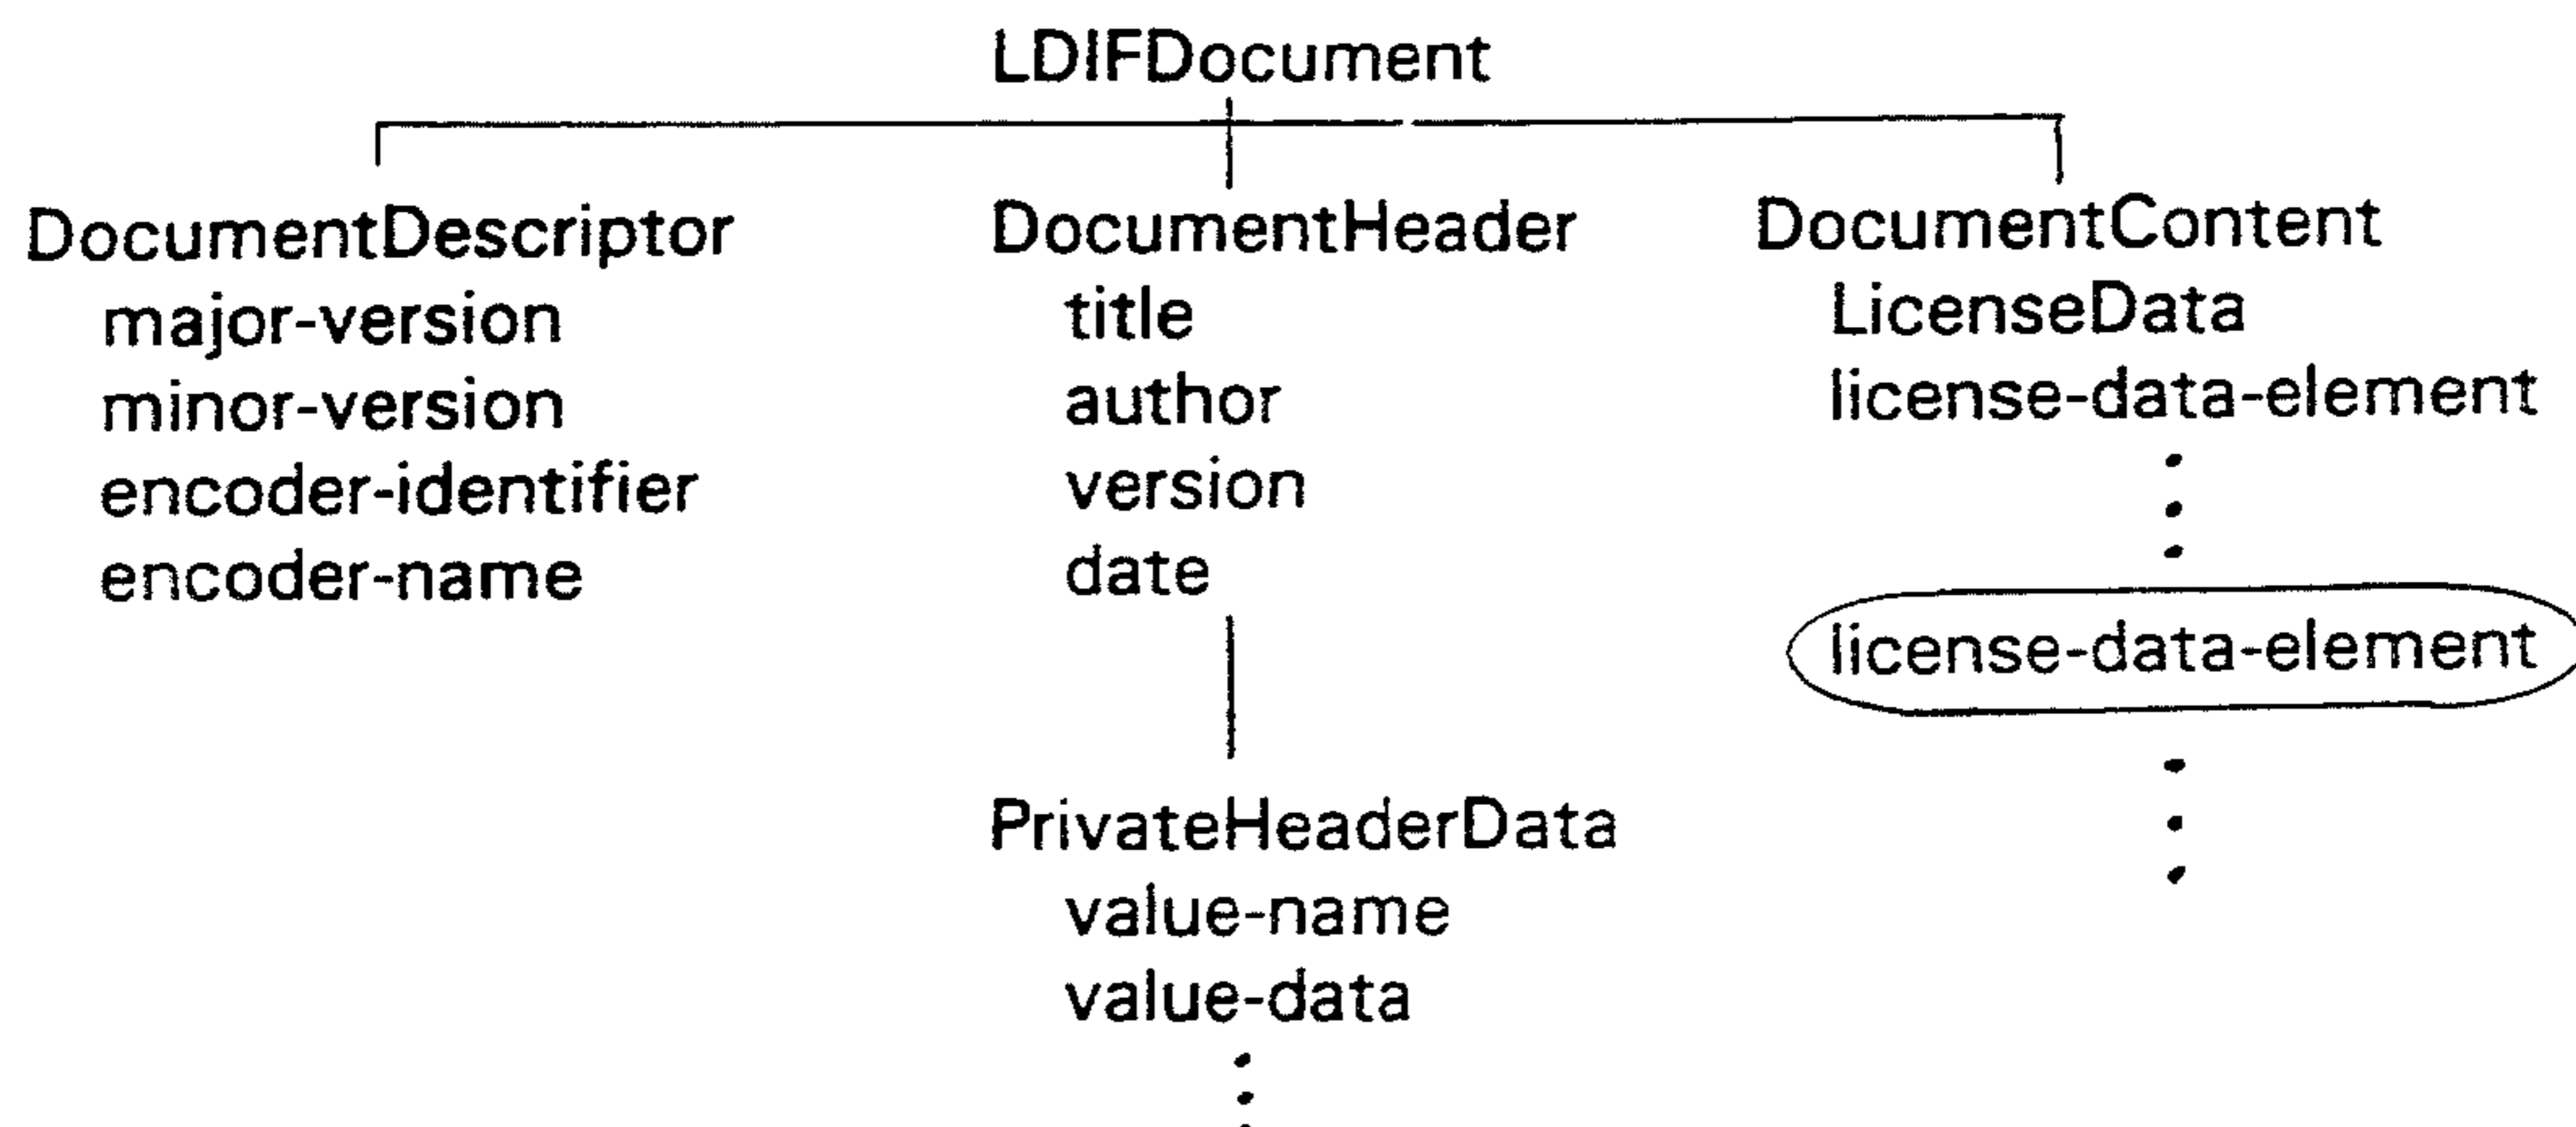 LDIFDocument
DocumentDescriptor
major-version
minor-version
encoder-identifier
encoder-name
DocumentHeader
title
author
version
date
PrivateHeaderData
value-name
value-data
DocumentContent
LicenseData
license-data-element
license-data-element